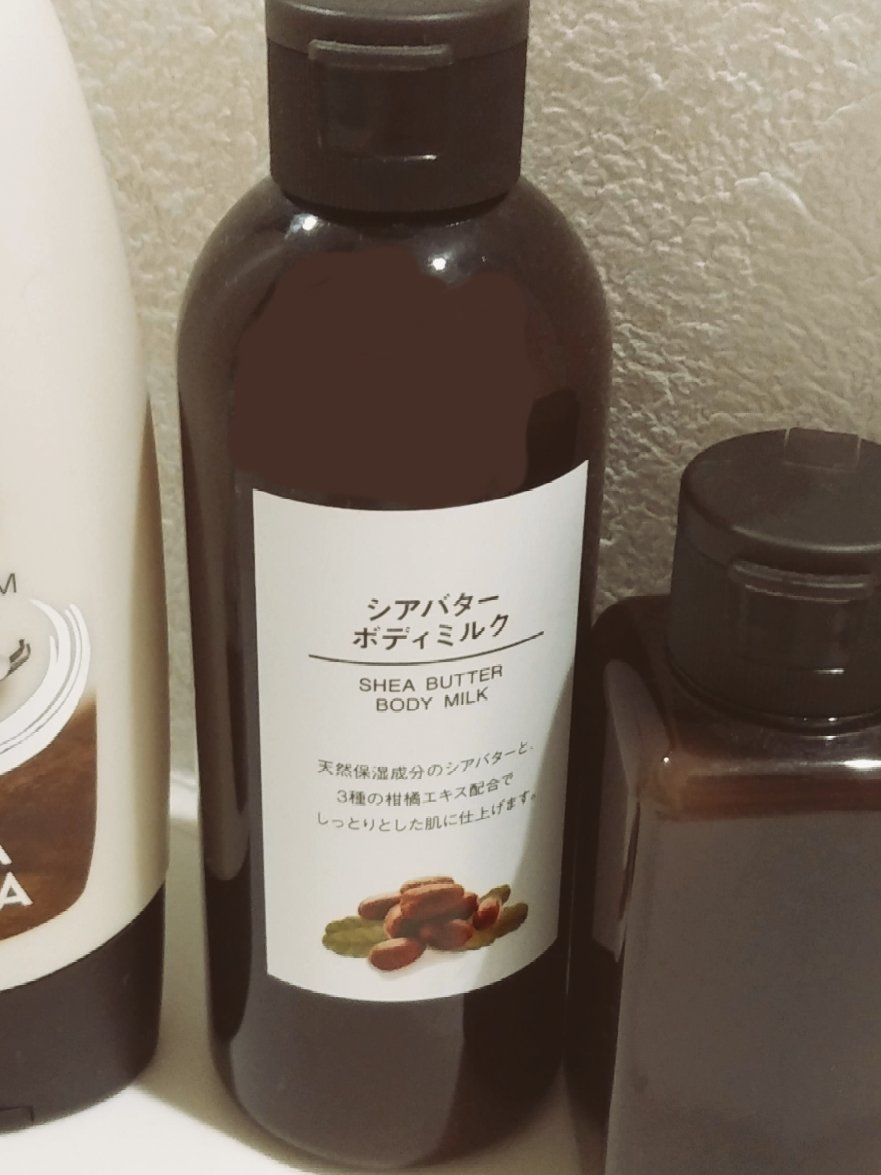 シアバター
ボディミルク
SHEA BUTTER
BODY MILK
天然保湿成分のシアバターと、
3種の柑橘エキス配合で
しっとりとした肌に仕上げます。
M
A
A